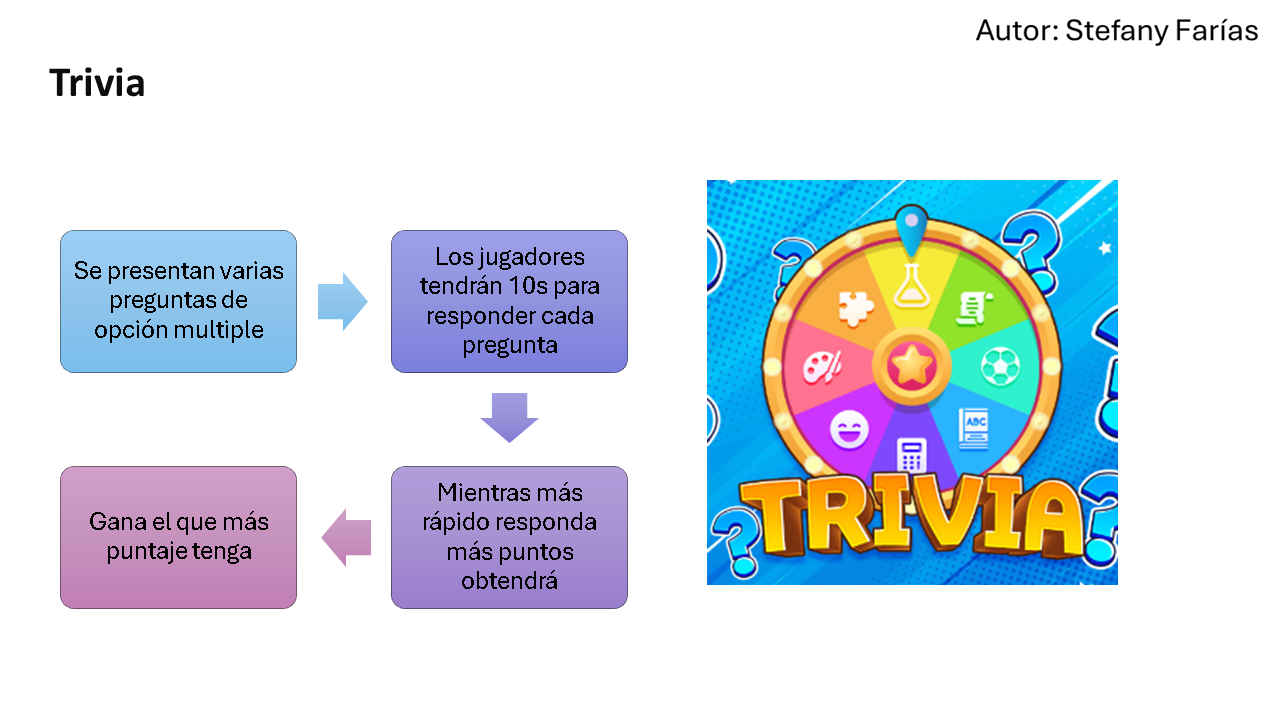 Autor: Stefany Farías
Trivia
Se presentan varias
preguntas de
opción multiple
Los jugadores
tendrán 10s para
responder cada
pregunta
Mientras más
rápido responda
más puntos
obtendrá
Gana el que más
puntaje tenga
ABC
TRIVIA